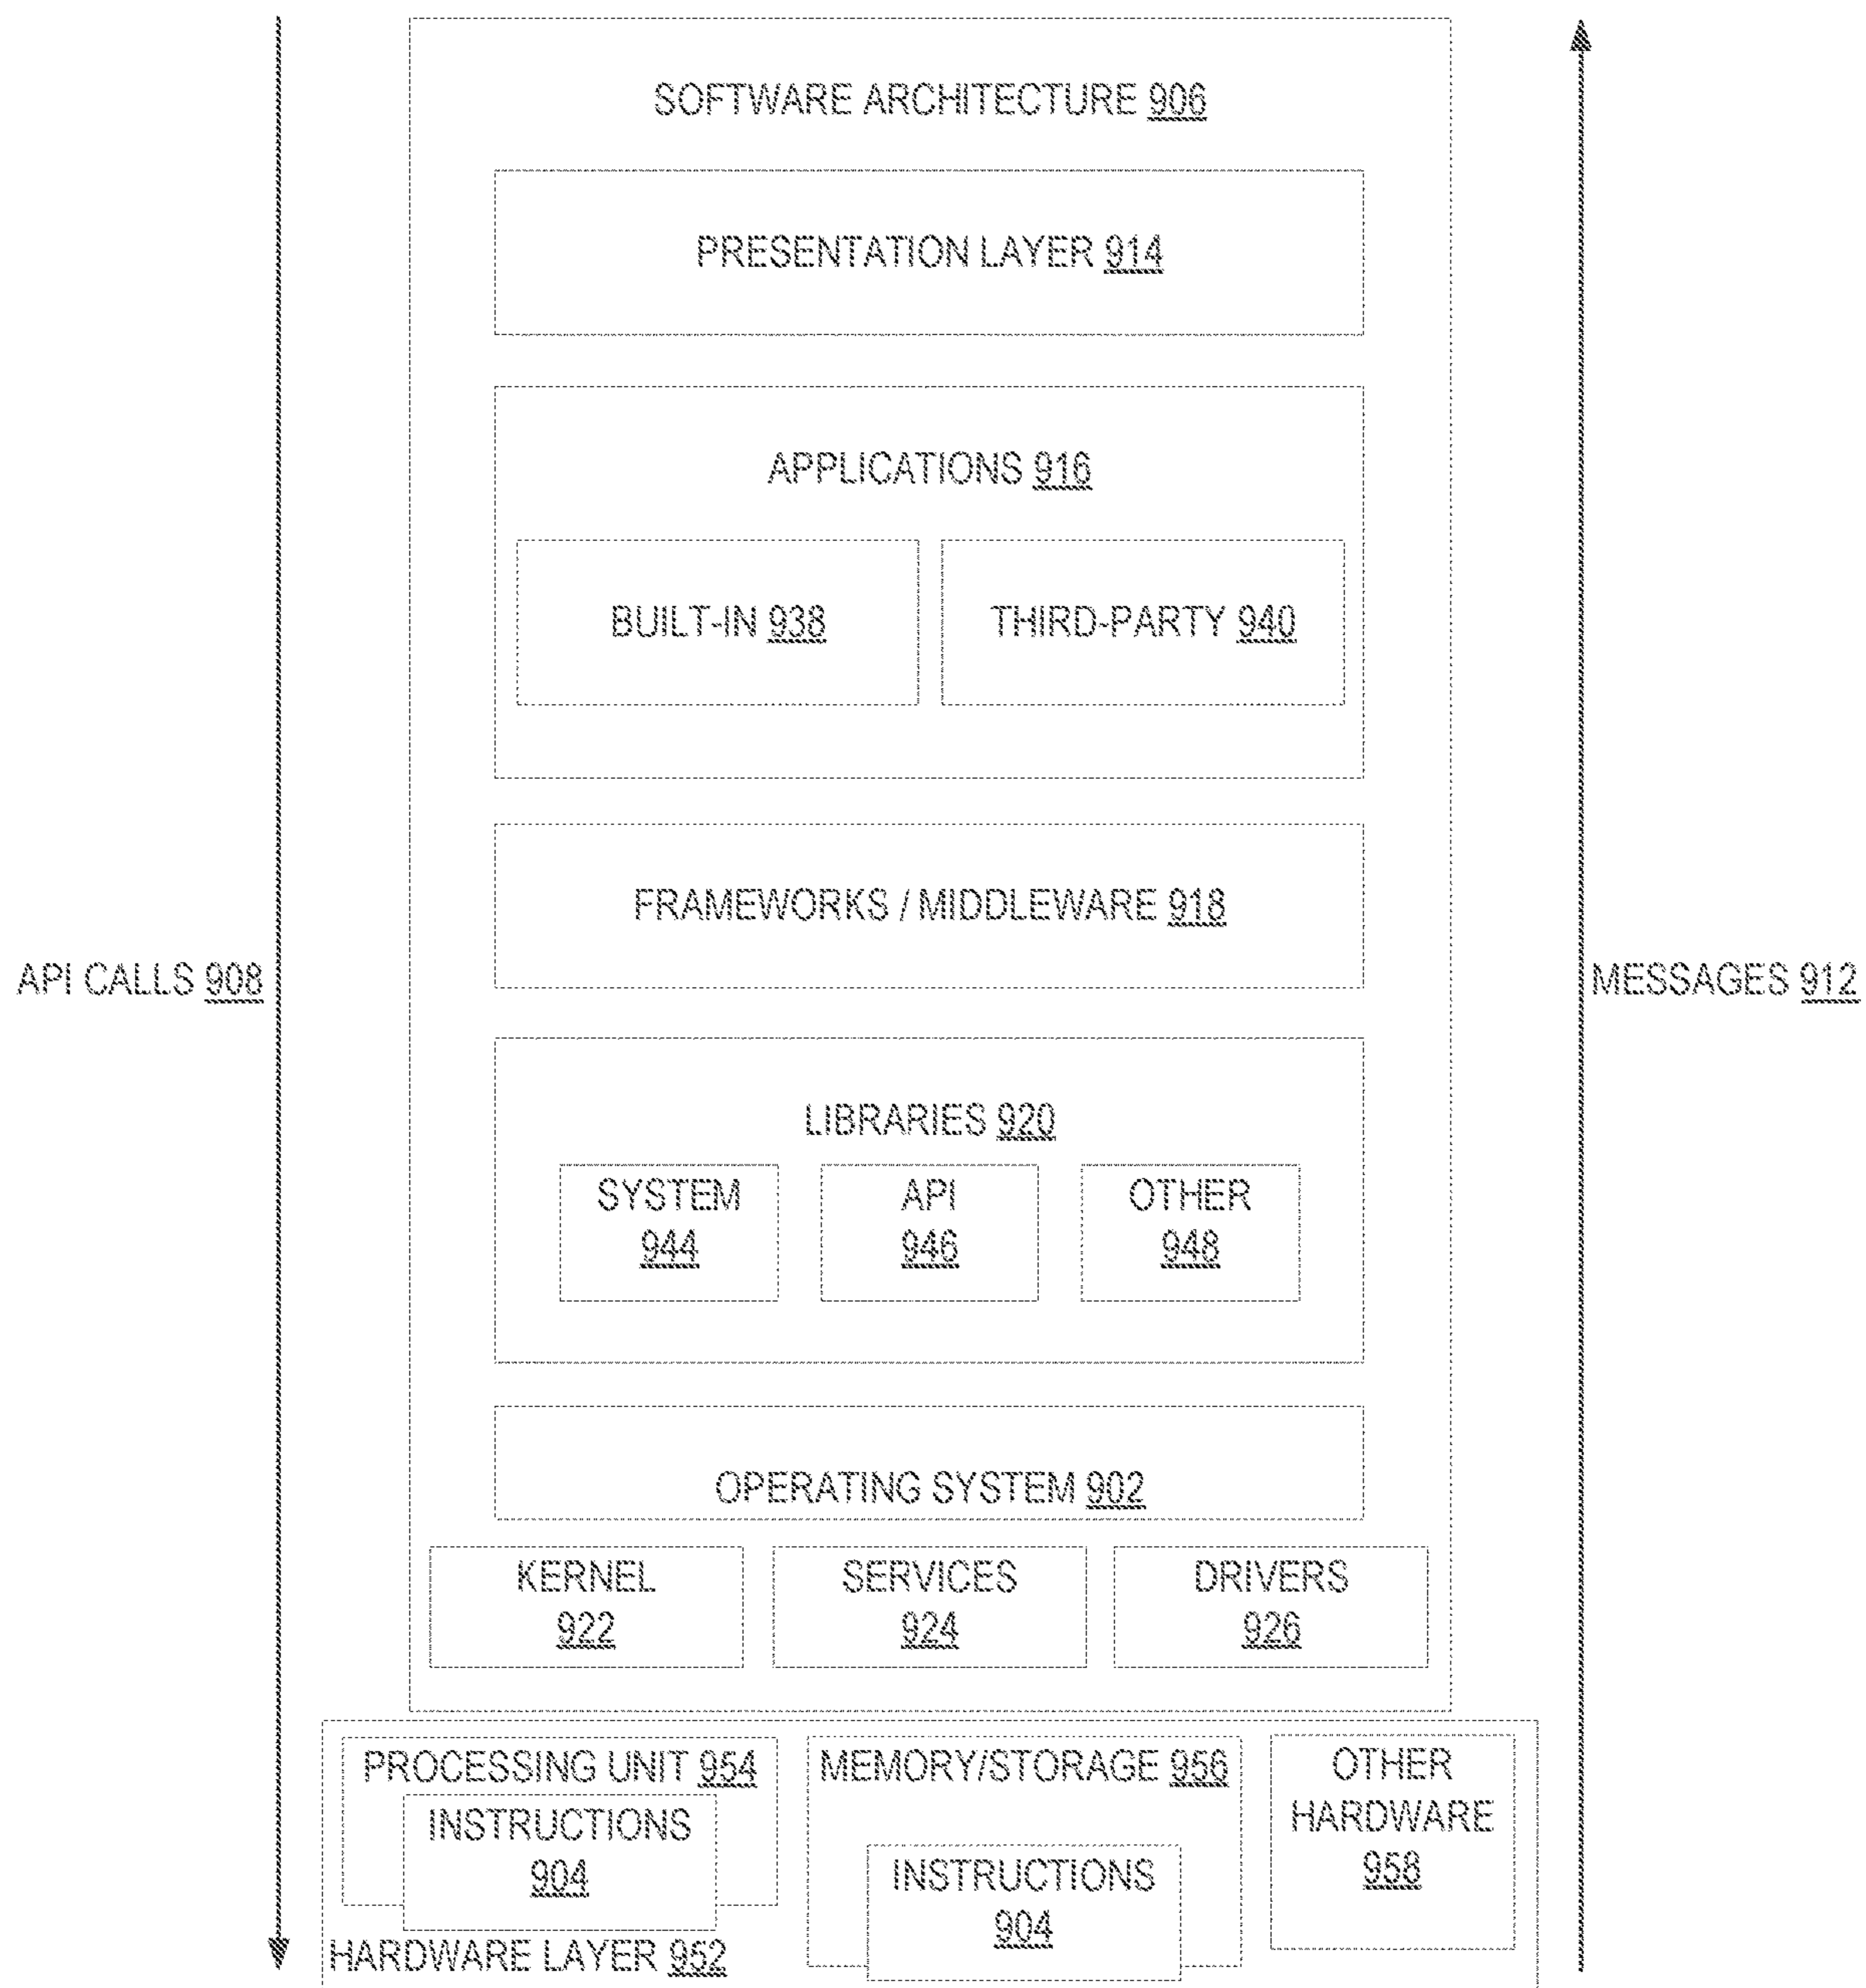 SOFTWARE ARCHITECTURE 906
PRESENTATION LAYER 914
APPLICATIONS 916
BUILT-IN 938
THIRD-PARTY 940
FRAMEWORKS / MIDDLEWARE 918
API CALLS 908
MESSAGES 912
LIBRARIES 920
SYSTEM
944
API
946
OTHER
948
OPERATING SYSTEM 902
KERNEL
922
SERVICES
924
DRIVERS
926
PROCESSING UNIT 954
INSTRUCTIONS
904
MEMORY/STORAGE 956
INSTRUCTIONS
904
OTHER
HARDWARE
958
HARDWARE LAYER 952